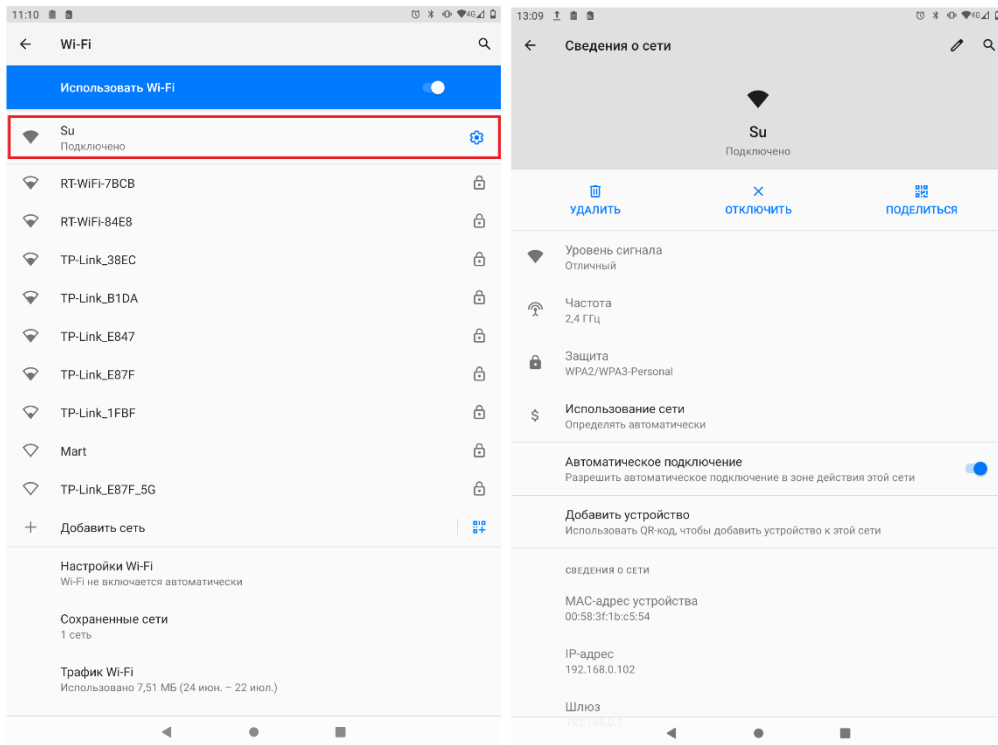 11:10
4G
Wi-Fi
Использовать Wi-Fi
Su
Подключено
RT-WiFi-7BCB
RT-WiFi-84E8
TP-Link_38EC
TP-Link_B1DA
TP-Link_E847
TP-Link_E87F
TP-Link_1FBF
Mart
TP-Link_E87F_5G
Добавить сеть
Настройки Wi-Fi
Wi-Fi не включается автоматически
Сохраненные сети
1 сеть
Трафик Wi-Fi
Использовано 7,51 МБ (24 июн. – 22 июл.)
13:09
4G
Сведения о сети
Su
Подключено
УДАЛИТЬ
ОТКЛЮЧИТЬ
ПОДЕЛИТЬСЯ
Уровень сигнала
Отличный
Частота
2,4 ГГц
Защита
WPA2/WPA3-Personal
Использование сети
Определять автоматически
Автоматическое подключение
Разрешить автоматическое подключение в зоне действия этой сети
Добавить устройство
Использовать QR-код, чтобы добавить устройство к этой сети
СВЕДЕНИЯ О СЕТИ
MAC-адрес устройства
00:58:3f:1b:c5:54
IP-адрес
192.168.0.102
Шлюз
192.168.0.1